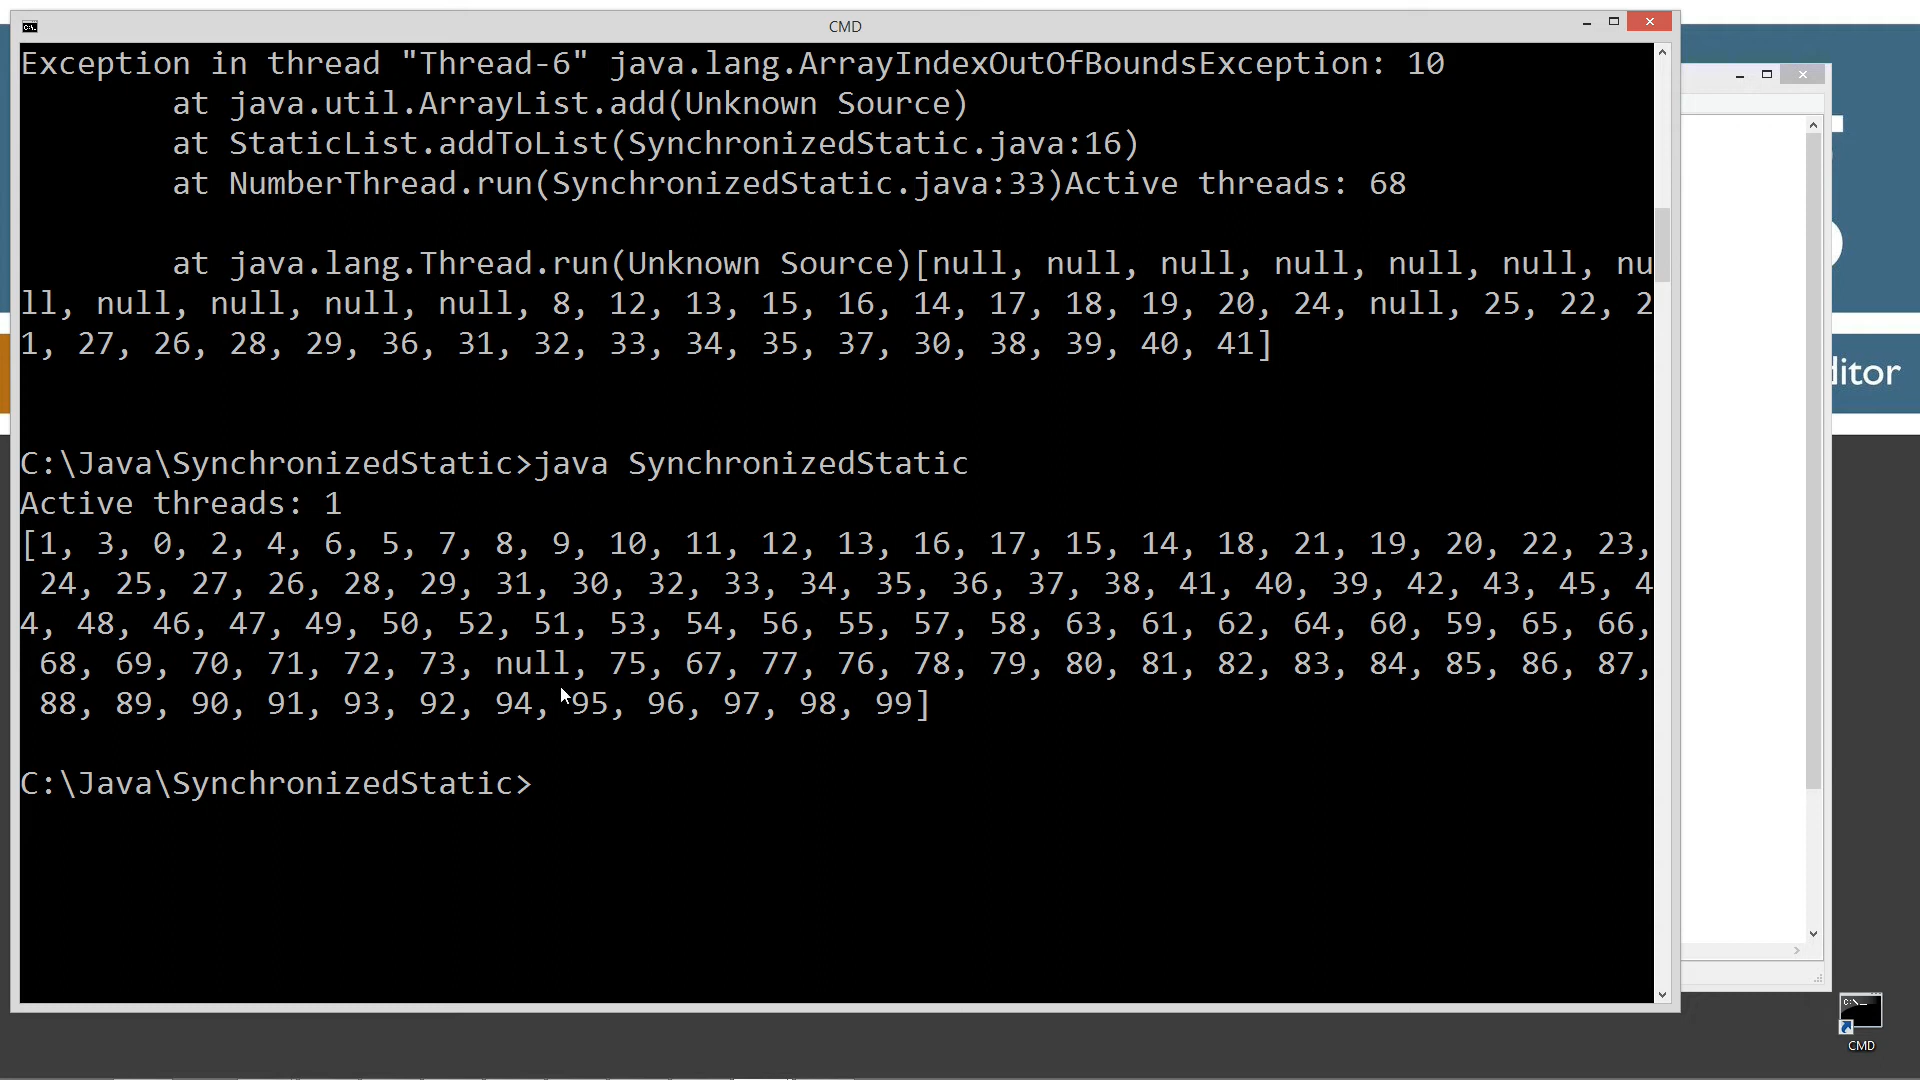 CMD
Exception in thread "Thread-6" java.lang.ArrayIndexOutOfBoundsException: 10
at java.util.ArrayList.add(Unknown Source)
at StaticList.addToList(SynchronizedStatic.java:16)
at NumberThread.run(SynchronizedStatic.java:33)Active threads: 68
at java.lang.Thread.run(Unknown Source)[null, null, null, null, null, null, nu
ll, null, null, null, null, 8, 12, 13, 15, 16, 14, 17, 18, 19, 20, 24, null, 25, 22, 2
1, 27, 26, 28, 29, 36, 31, 32, 33, 34, 35, 37, 30, 38, 39, 40, 41]
C:\Java\SynchronizedStatic>java SynchronizedStatic
Active threads: 1
[1, 3, 0, 2, 4, 6, 5, 7, 8, 9, 10, 11, 12, 13, 16, 17, 15, 14, 18, 21, 19, 20, 22, 23,
24, 25, 27, 26, 28, 29, 31, 30, 32, 33, 34, 35, 36, 37, 38, 41, 40, 39, 42, 43, 45, 4
4, 48, 46, 47, 49, 50, 52, 51, 53, 54, 56, 55, 57, 58, 63, 61, 62, 64, 60, 59, 65, 66,
68, 69, 70, 71, 72, 73, null, 75, 67, 77, 76, 78, 79, 80, 81, 82, 83, 84, 85, 86, 87,
88, 89, 90, 91, 93, 92, 94, 95, 96, 97, 98, 99]
C:\Java\SynchronizedStatic>
ditor
CMD